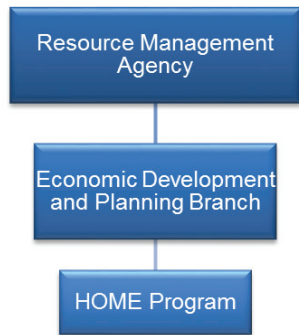 Resource Management
Agency
Economic Development
and Planning Branch
HOME Program